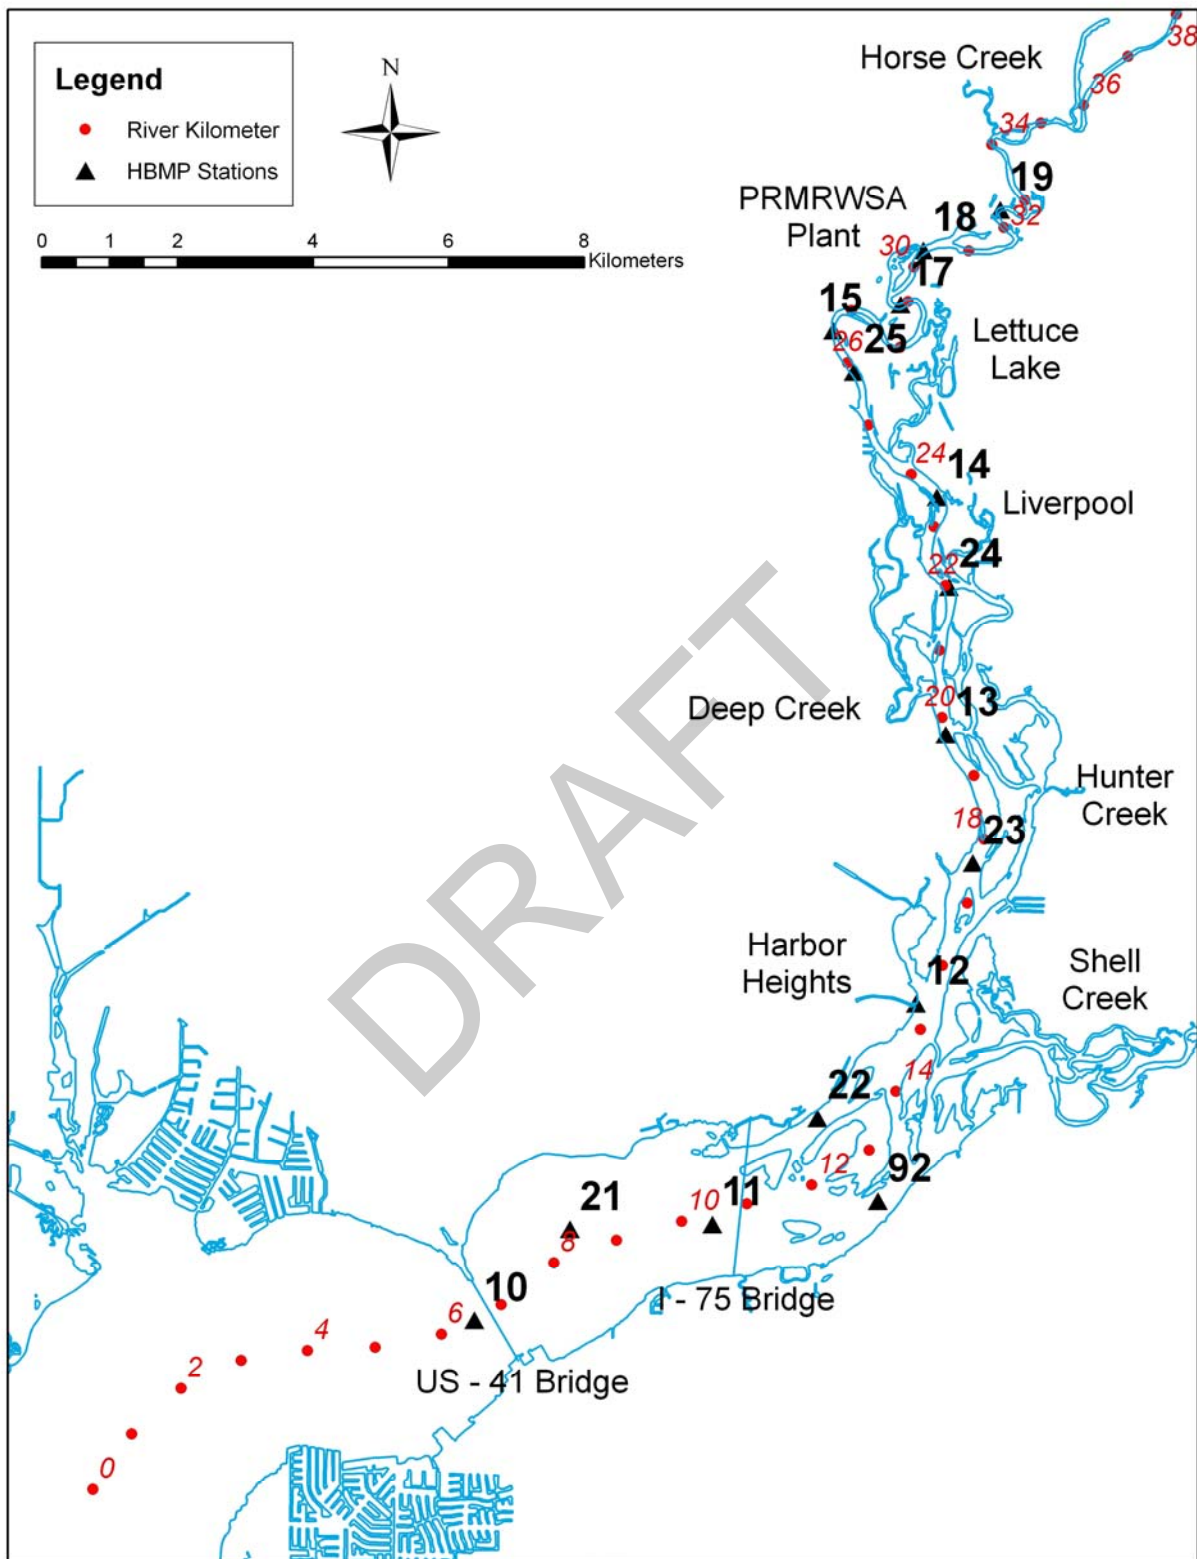 38
Horse Creek
36
Legend
N
River Kilometer
34
HBMP Stations
19
PRMRWSA
Plant
18
32
30
0 2 4 6 8
Kilometers
17
15
Lettuce
Lake
26
25
24
14
Liverpool
22
24
DRAFT
Deep Creek
20
13
Hunter
Creek
18
23
Harbor
Heights
12
Shell
Creek
14
22
12
92
21
10
11
8
10
I - 75 Bridge
6
4
US - 41 Bridge
2
0